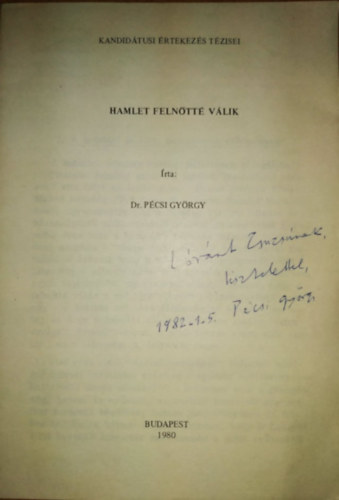 KANDIDÁTUSI ÉRTEKEZÉS TÉZISEI
HAMLET FELNŐTTÉ VÁLIK
Írta:
Dr. PÉCSI GYÖRGY
Lóránt Zsuzsának,
tisztelettel,
1982-1-5. Pécsi György
BUDAPEST
1980